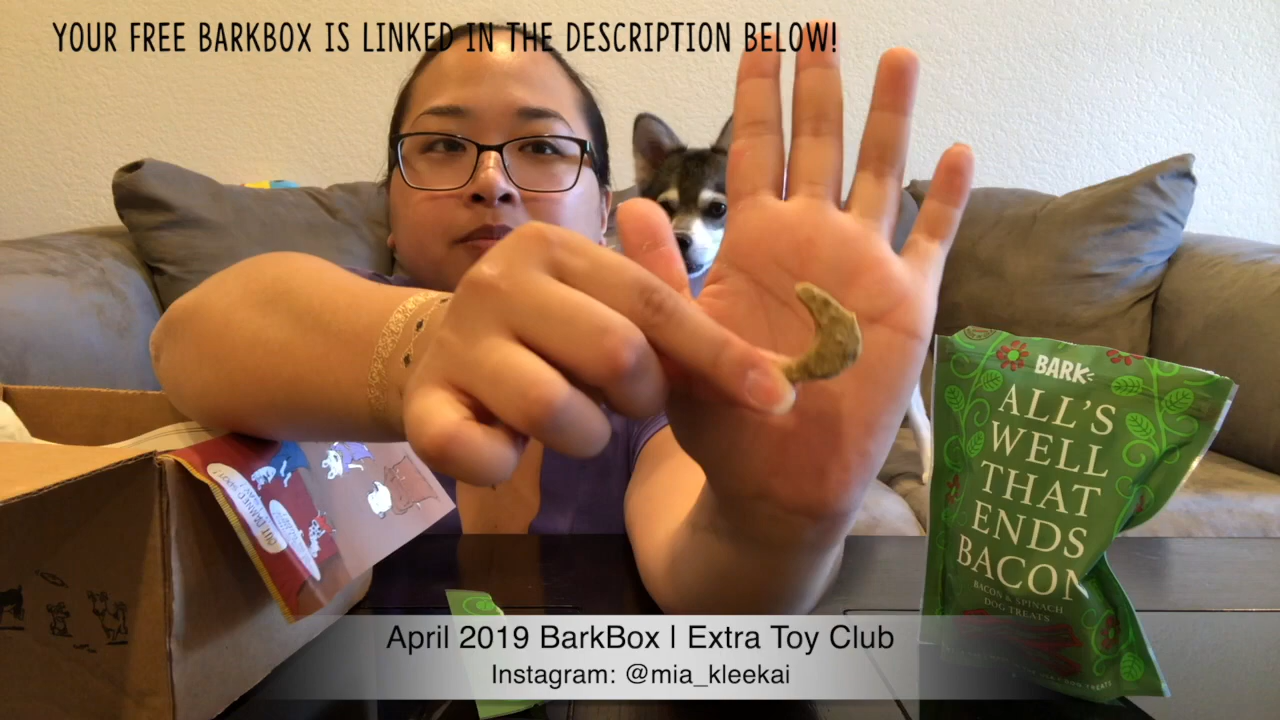 YOUR FREE BARKBOX IS LINKED IN THE DESCRIPTION BELOW!
BARK
ALL'S
WELL
THAT
ENDS
BACON
BACON & SPINACH
DOG TREATS
April 2019 BarkBox | Extra Toy Club
Instagram: @mia_kleekai